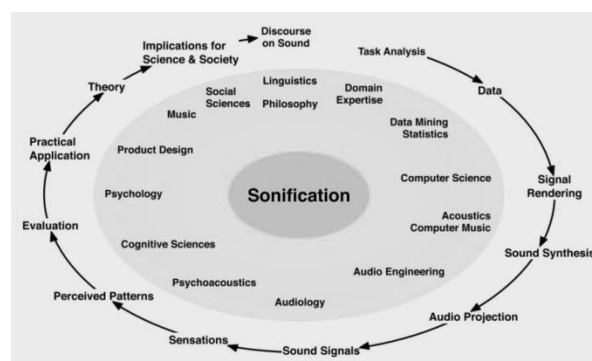 Discourse
on Sound
Implications for
Science & Society
Task Analysis
Theory
Data
Linguistics
Social
Sciences
Philosophy
Domain
Expertise
Music
Data Mining
Statistics
Practical
Application
Product Design
Signal
Rendering
Computer Science
Psychology
Sonification
Evaluation
Acoustics
Computer Music
Cognitive Sciences
Sound Synthesis
Audio Engineering
Psychoacoustics
Perceived Patterns
Audiology
Audio Projection
Sensations
Sound Signals